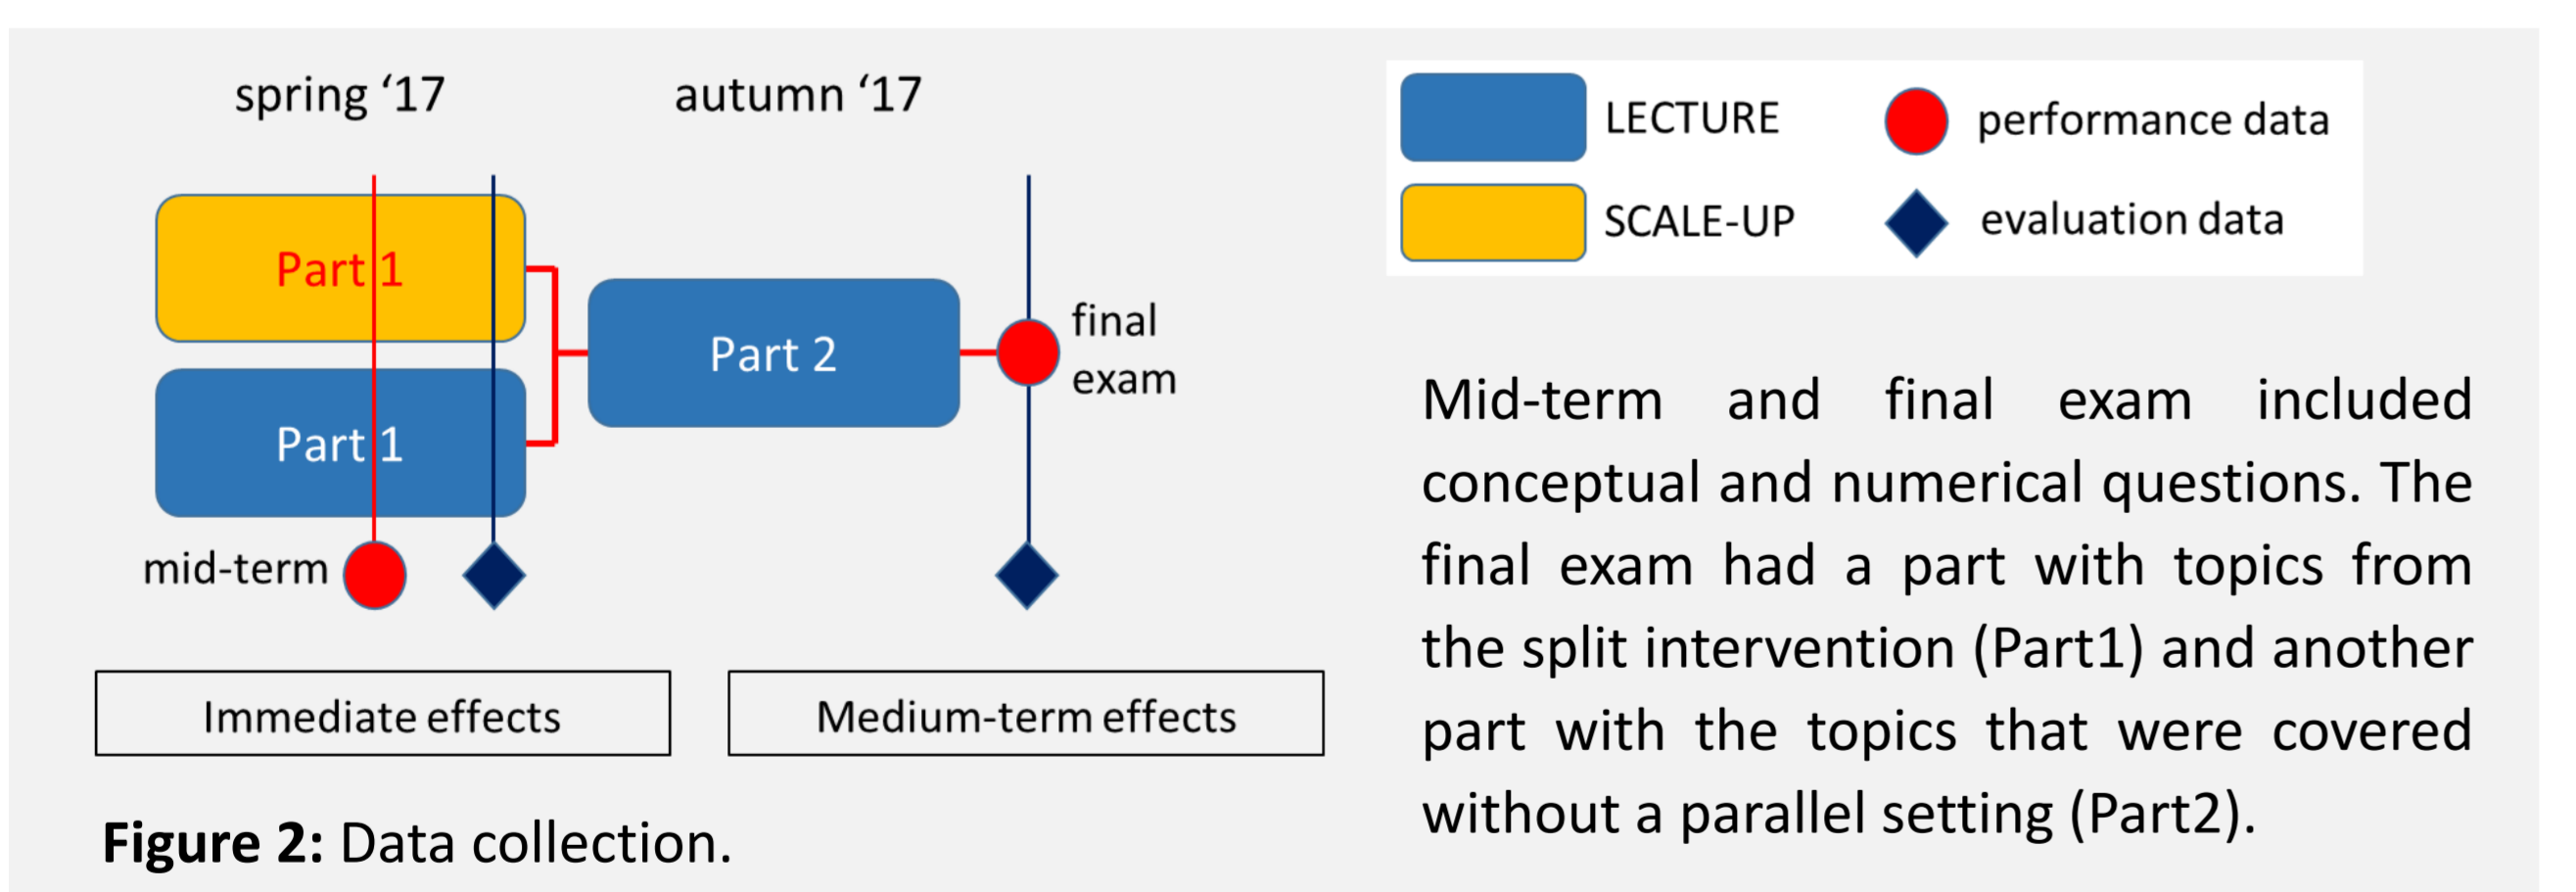 spring ‘17
autumn ‘17
Part 1
Part 1
Part 2
final
exam
mid-term
Immediate effects
Medium-term effects
Figure 2: Data collection.
LECTURE
performance data
SCALE-UP
evaluation data
Mid-term and final exam included
conceptual and numerical questions. The
final exam had a part with topics from
the split intervention (Part1) and another
part with the topics that were covered
without a parallel setting (Part2).